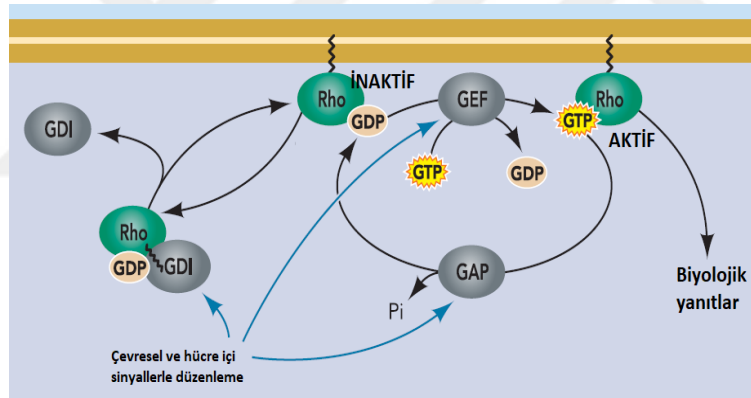 Rho
İNAKTİF
GDP
GEF
Rho
GTP
AKTİF
GDI
GTP
GDP
Rho
GDP
GDI
GAP
Pi
Biyolojik
yanıtlar
Çevresel ve hücre içi
sinyallerle düzenleme